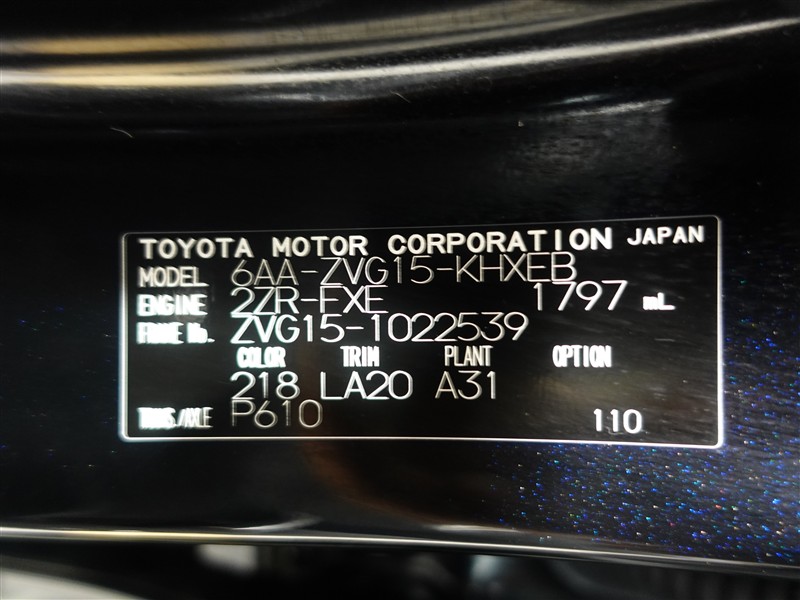 TOYOTA MOTOR CORPORATION JAPAN
MODEL 6AA-ZVG15-KHXEB
ENGINE 2ZR-FXE 1797 mL
FRAME No. ZVG15-1022539
COLOR TRIM PLANT OPTION
218 LA20 A31
TRANS./AXLE P610 110